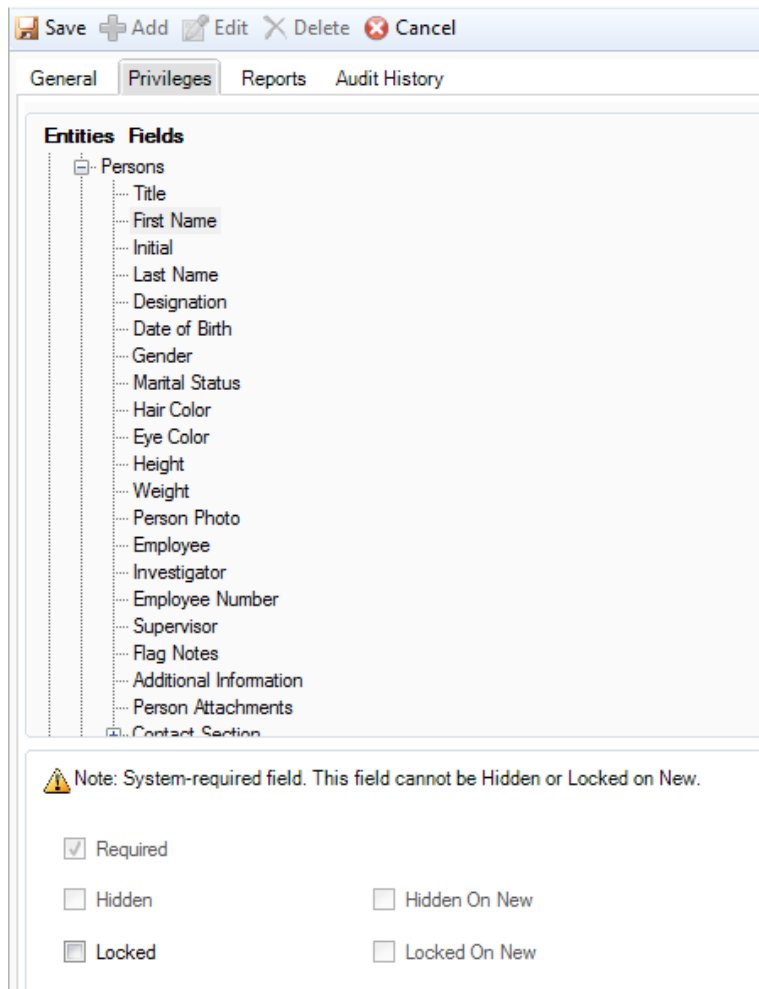 Save Add Edit Delete Cancel
General Privileges Reports Audit History
Entities Fields
Persons
Title
First Name
Initial
Last Name
Designation
Date of Birth
Gender
Marital Status
Hair Color
Eye Color
Height
Weight
Person Photo
Employee
Investigator
Employee Number
Supervisor
Flag Notes
Additional Information
Person Attachments
Contact Section
Note: System-required field. This field cannot be Hidden or Locked on New.
Required
Hidden Hidden On New
Locked Locked On New